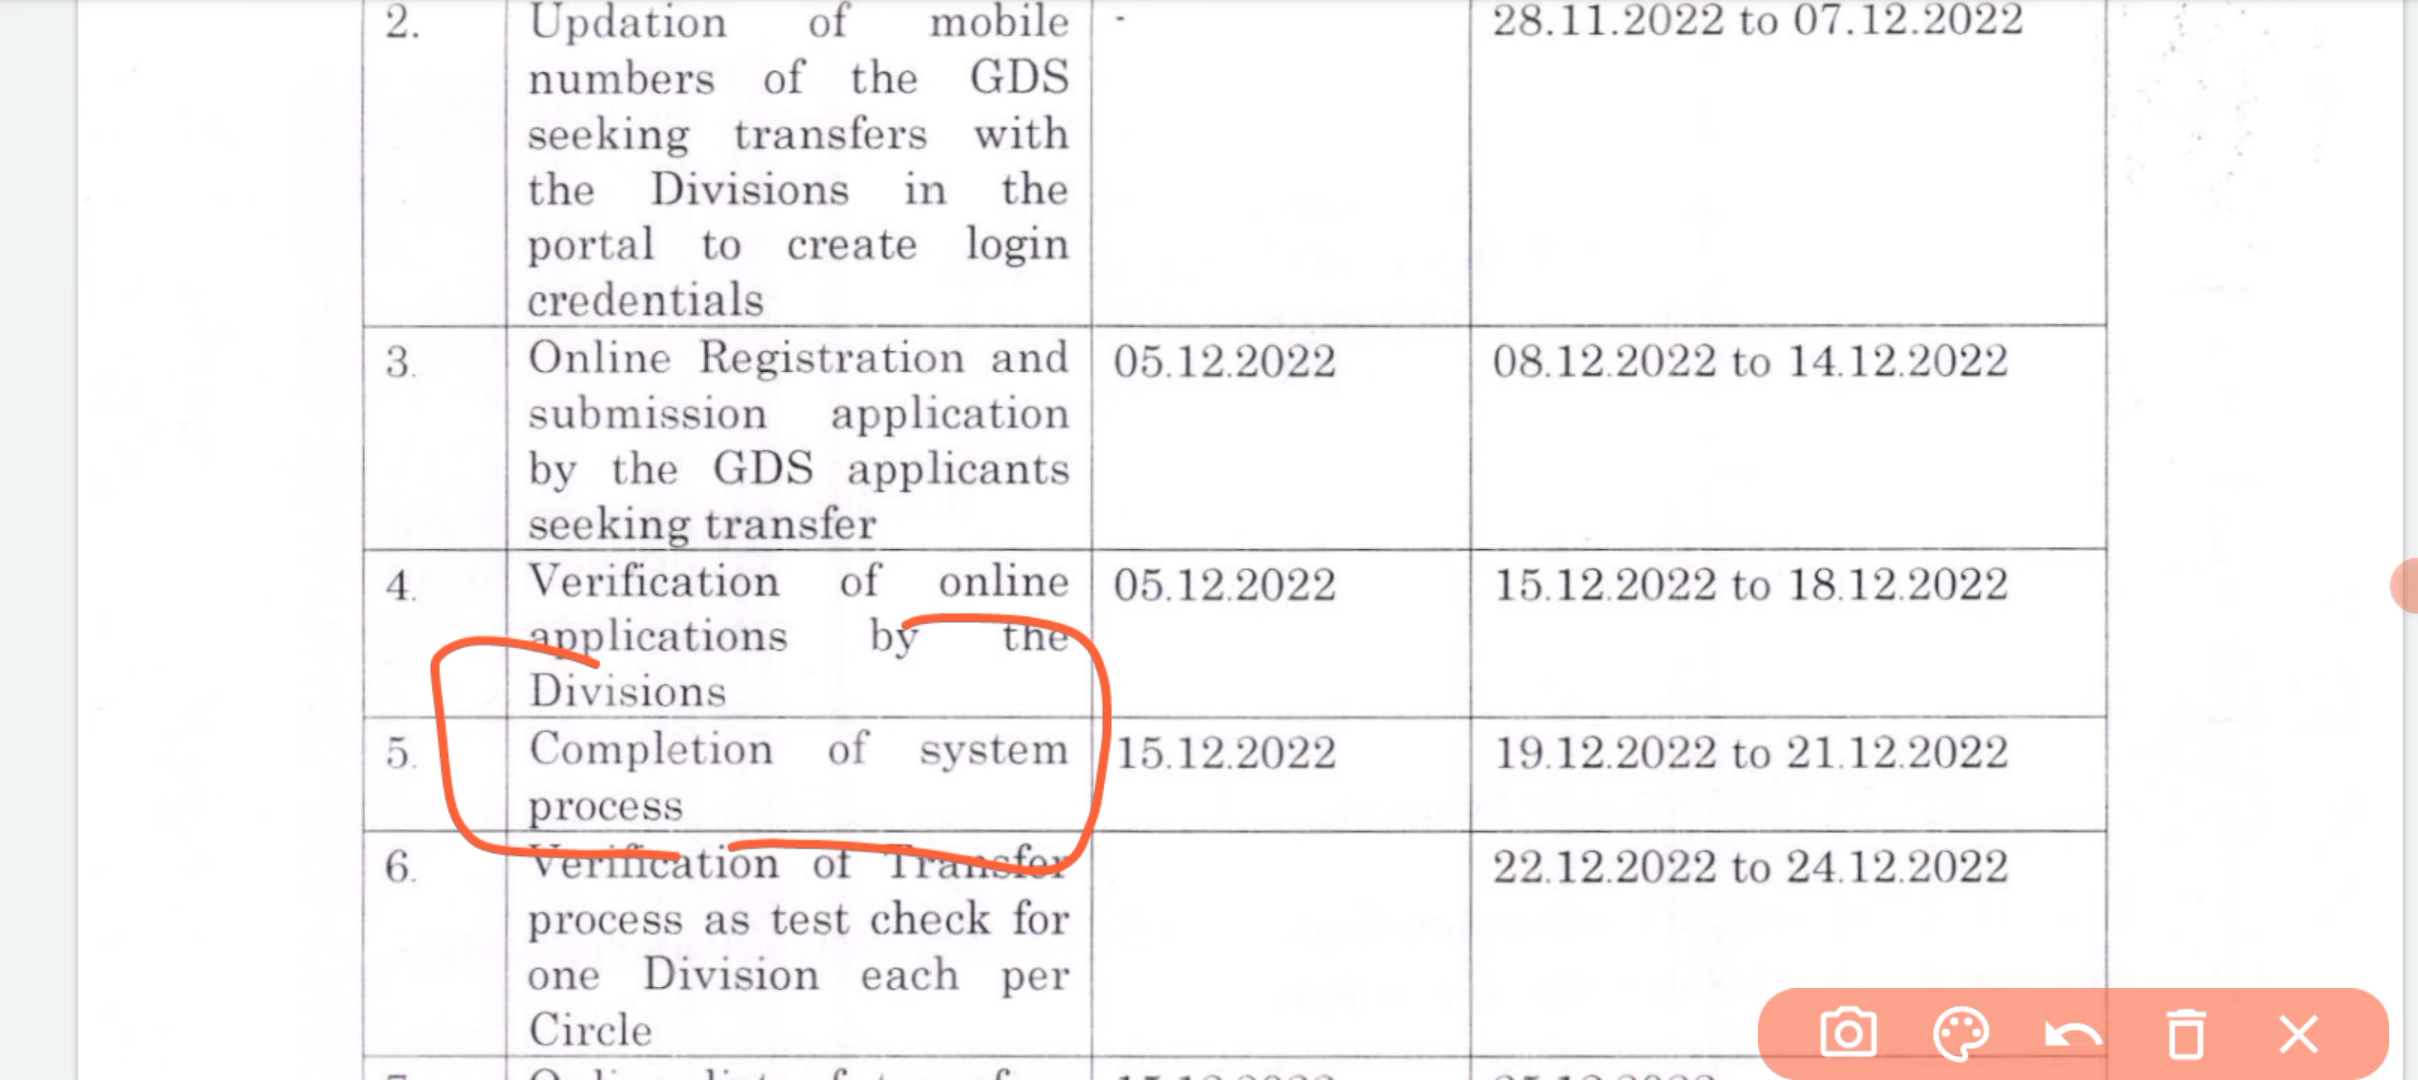 2. Updation of mobile - 28.11.2022 to 07.12.2022
numbers of the GDS
seeking transfers with
the Divisions in the
portal to create login
credentials
3. Online Registration and 05.12.2022 08.12.2022 to 14.12.2022
submission application
by the GDS applicants
seeking transfer
4. Verification of online 05.12.2022 15.12.2022 to 18.12.2022
applications by the
Divisions
5. Completion of system 15.12.2022 19.12.2022 to 21.12.2022
process
6. Verification of Transfer 22.12.2022 to 24.12.2022
process as test check for
one Division each per
Circle